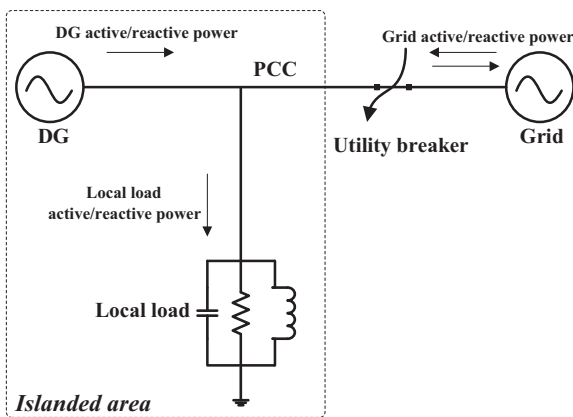 DG active/reactive power
Grid active/reactive power
PCC
DG
Grid
Utility breaker
Local load
active/reactive power
Local load
Islanded area